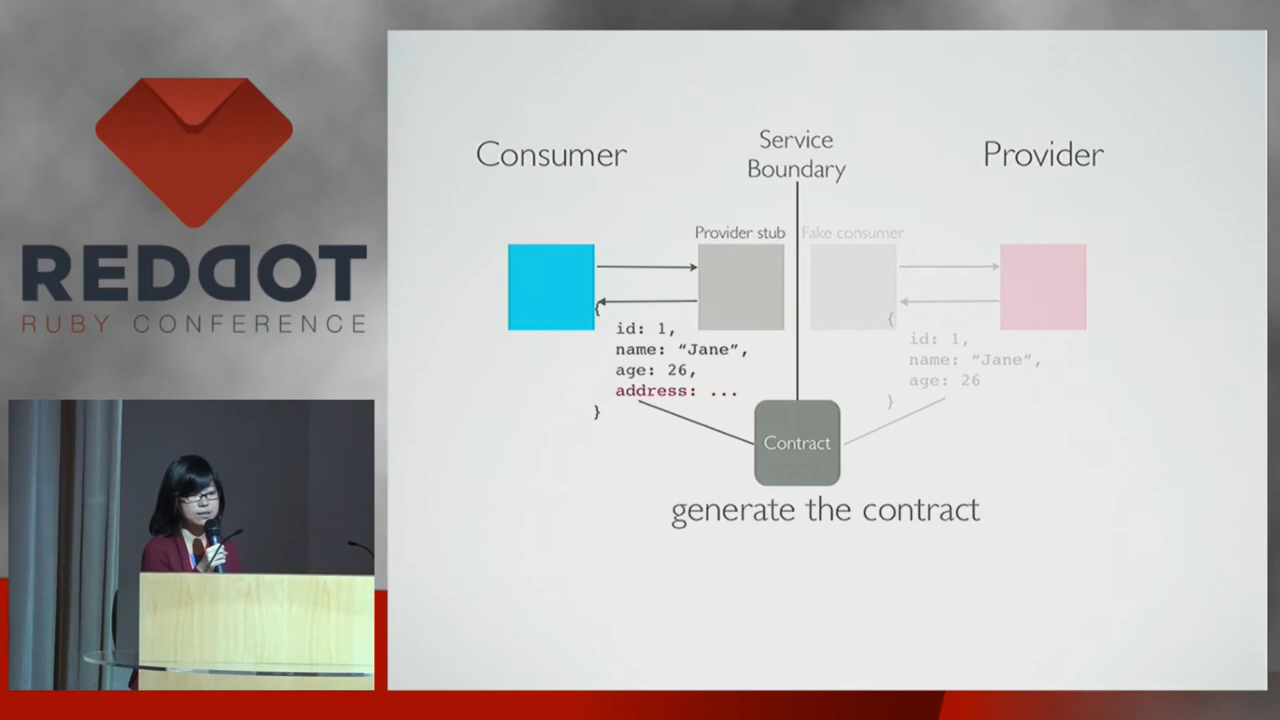 REDDOT
RUBY CONFERENCE
Consumer
Service
Boundary
Provider
Provider stub
Fake consumer
{
id: 1,
name: “Jane”,
age: 26,
address: ...
}
{
id: 1,
name: “Jane”,
age: 26
}
Contract
generate the contract